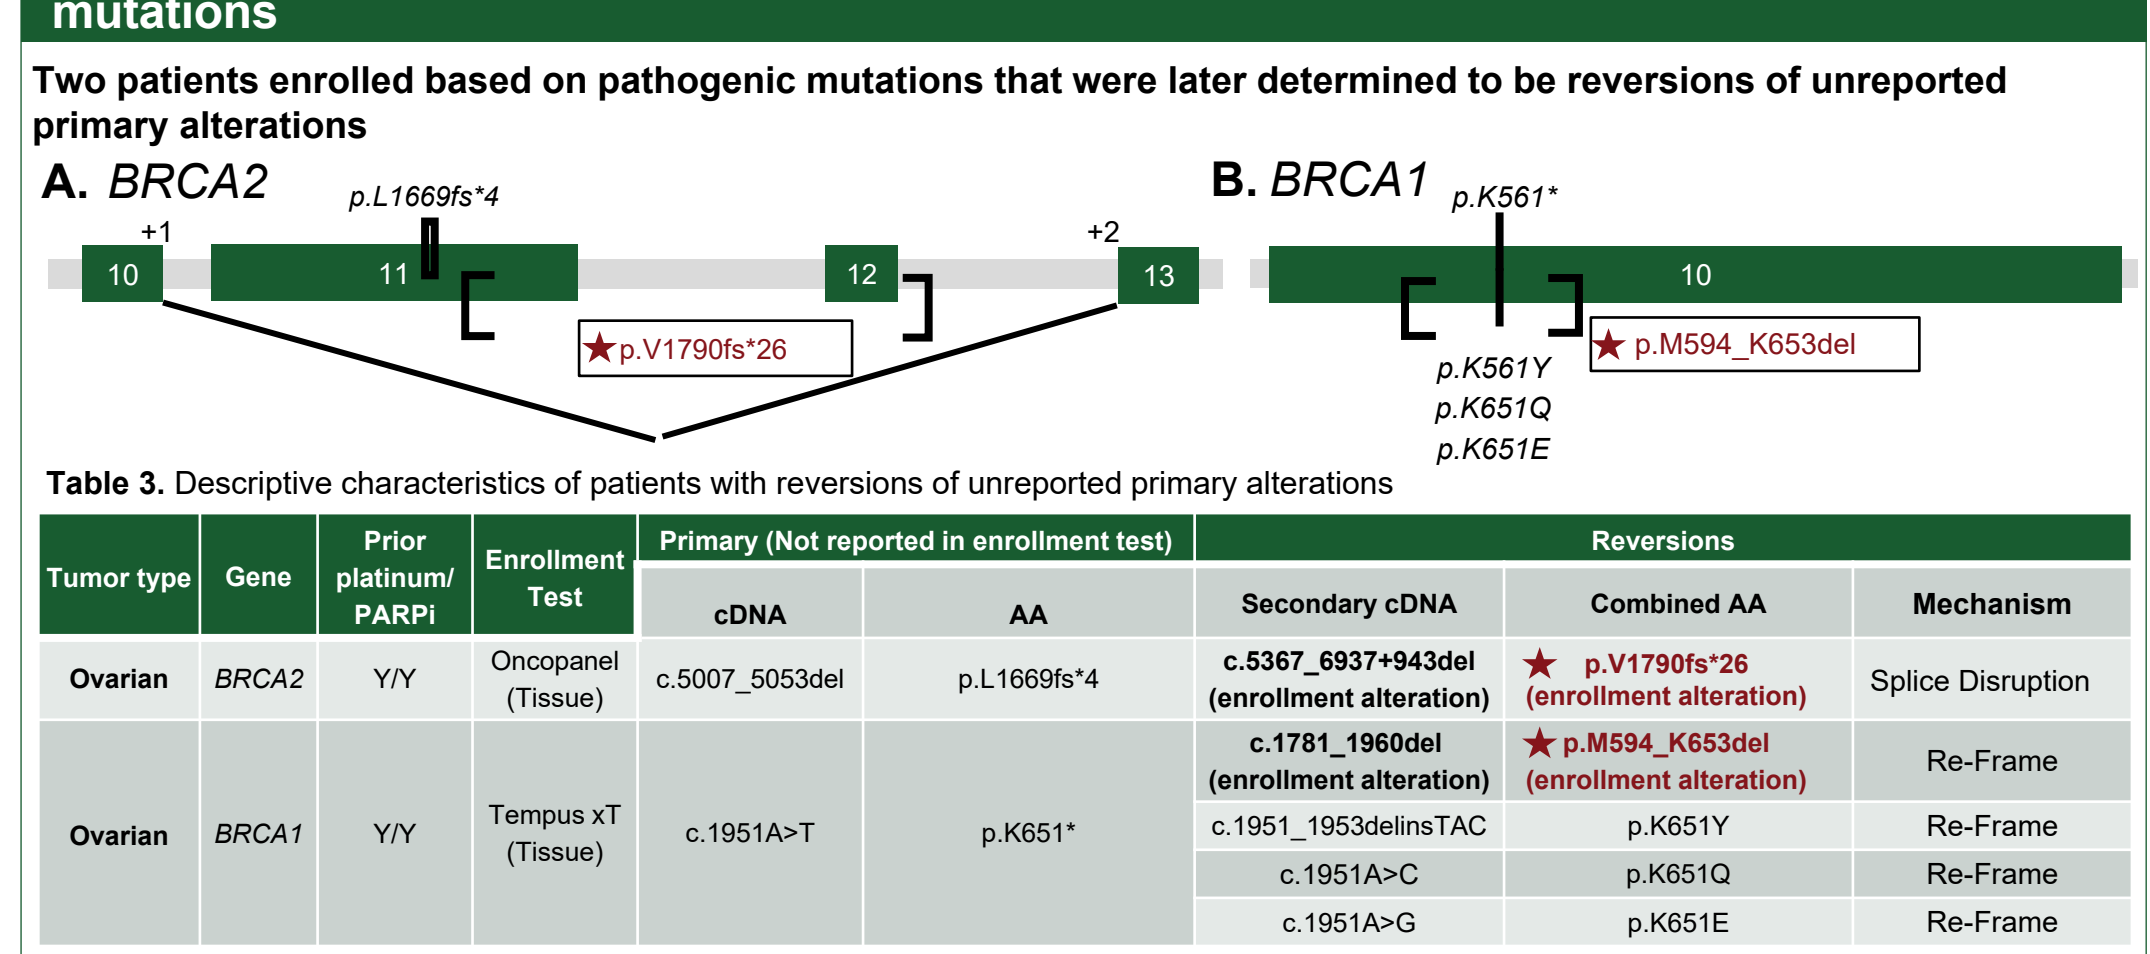 mutations
Two patients enrolled based on pathogenic mutations that were later determined to be reversions of unreported
primary alterations
A. BRCA2
p.L1669fs*4
+1
+2
10
11
12
13
★p.V1790fs*26
B. BRCA1
p.K561*
10
★ p.M594_K653del
p.K561Y
p.K651Q
p.K651E
Table 3. Descriptive characteristics of patients with reversions of unreported primary alterations
Tumor type
Gene
Prior
platinum/
PARPi
Enrollment
Test
Primary (Not reported in enrollment test)
Reversions
cDNA
AA
Secondary cDNA
Combined AA
Mechanism
Ovarian
BRCA2
Y/Y
Oncopanel
(Tissue)
c.5007_5053del
p.L1669fs*4
c.5367_6937+943del
(enrollment alteration)
★ p.V1790fs*26
(enrollment alteration)
Splice Disruption
Ovarian
BRCA1
Y/Y
Tempus xT
(Tissue)
c.1951A>T
p.K651*
c.1781_1960del
(enrollment alteration)
★ p.M594_K653del
(enrollment alteration)
Re-Frame
c.1951_1953delinsTAC
p.K651Y
Re-Frame
c.1951A>C
p.K651Q
Re-Frame
c.1951A>G
p.K651E
Re-Frame